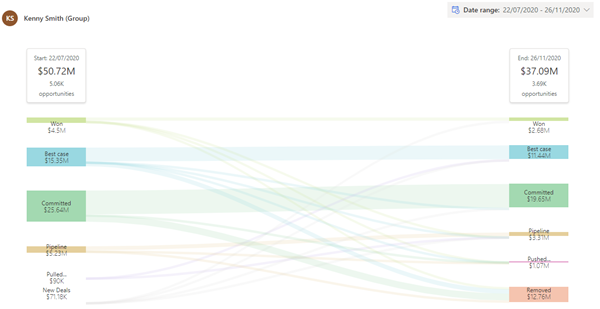 KS
Kenny Smith (Group)
Date range: 22/07/2020 - 26/11/2020
Start: 22/07/2020
$50.72M
5.06K
opportunities
End: 26/11/2020
$37.09M
3.69K
opportunities
Won
$4.5M
Best case
$15.35M
Committed
$25.64M
Pipeline
$5.23M
Pulled...
$90K
New Deals
$71.18K
Won
$2.68M
Best case
$11.44M
Committed
$19.65M
Pipeline
$3.31M
Pushed...
$1.07M
Removed
$12.76M